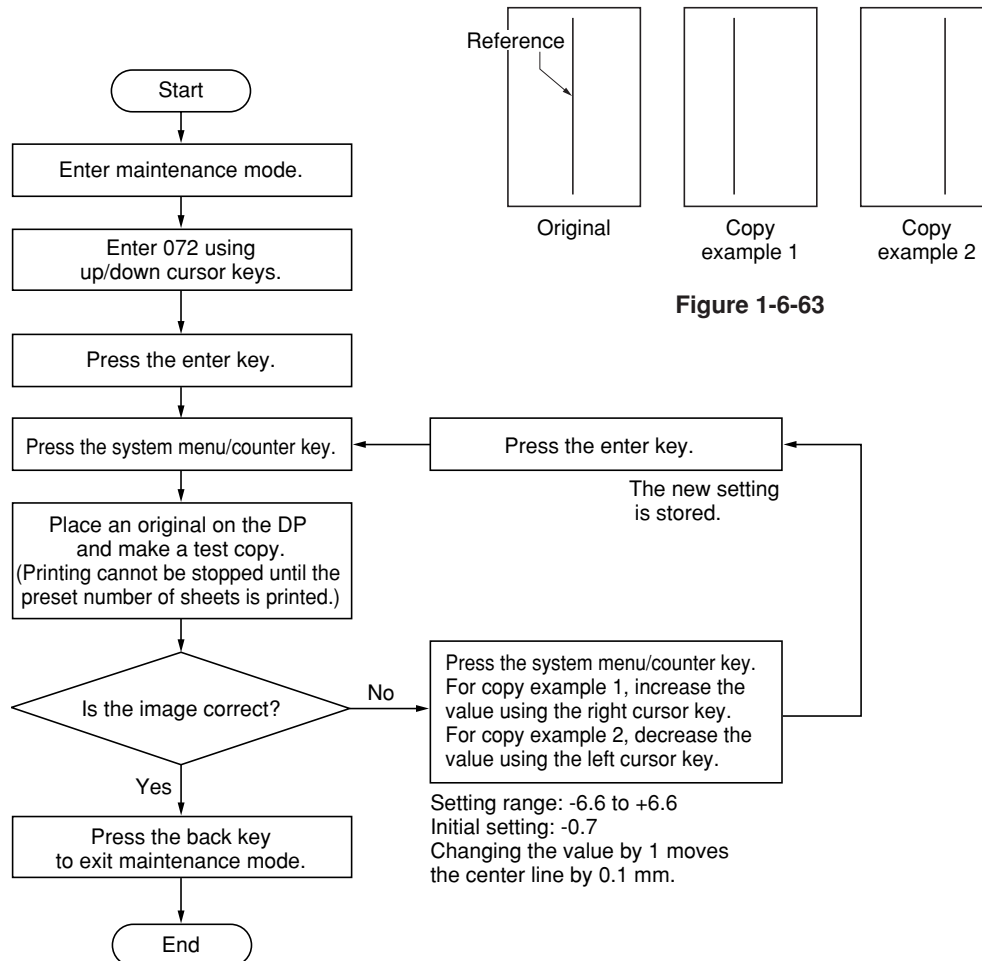 Start
Enter maintenance mode.
Enter 072 using
up/down cursor keys.
Press the enter key.
Press the system menu/counter key.
Place an original on the DP
and make a test copy.
(Printing cannot be stopped until the
preset number of sheets is printed.)
Is the image correct?
No
Yes
Press the back key
to exit maintenance mode.
End
Press the system menu/counter key.
For copy example 1, increase the
value using the right cursor key.
For copy example 2, decrease the
value using the left cursor key.
Setting range: -6.6 to +6.6
Initial setting: -0.7
Changing the value by 1 moves
the center line by 0.1 mm.
Press the enter key.
The new setting
is stored.
Reference
Original
Copy
example 1
Copy
example 2
Figure 1-6-63